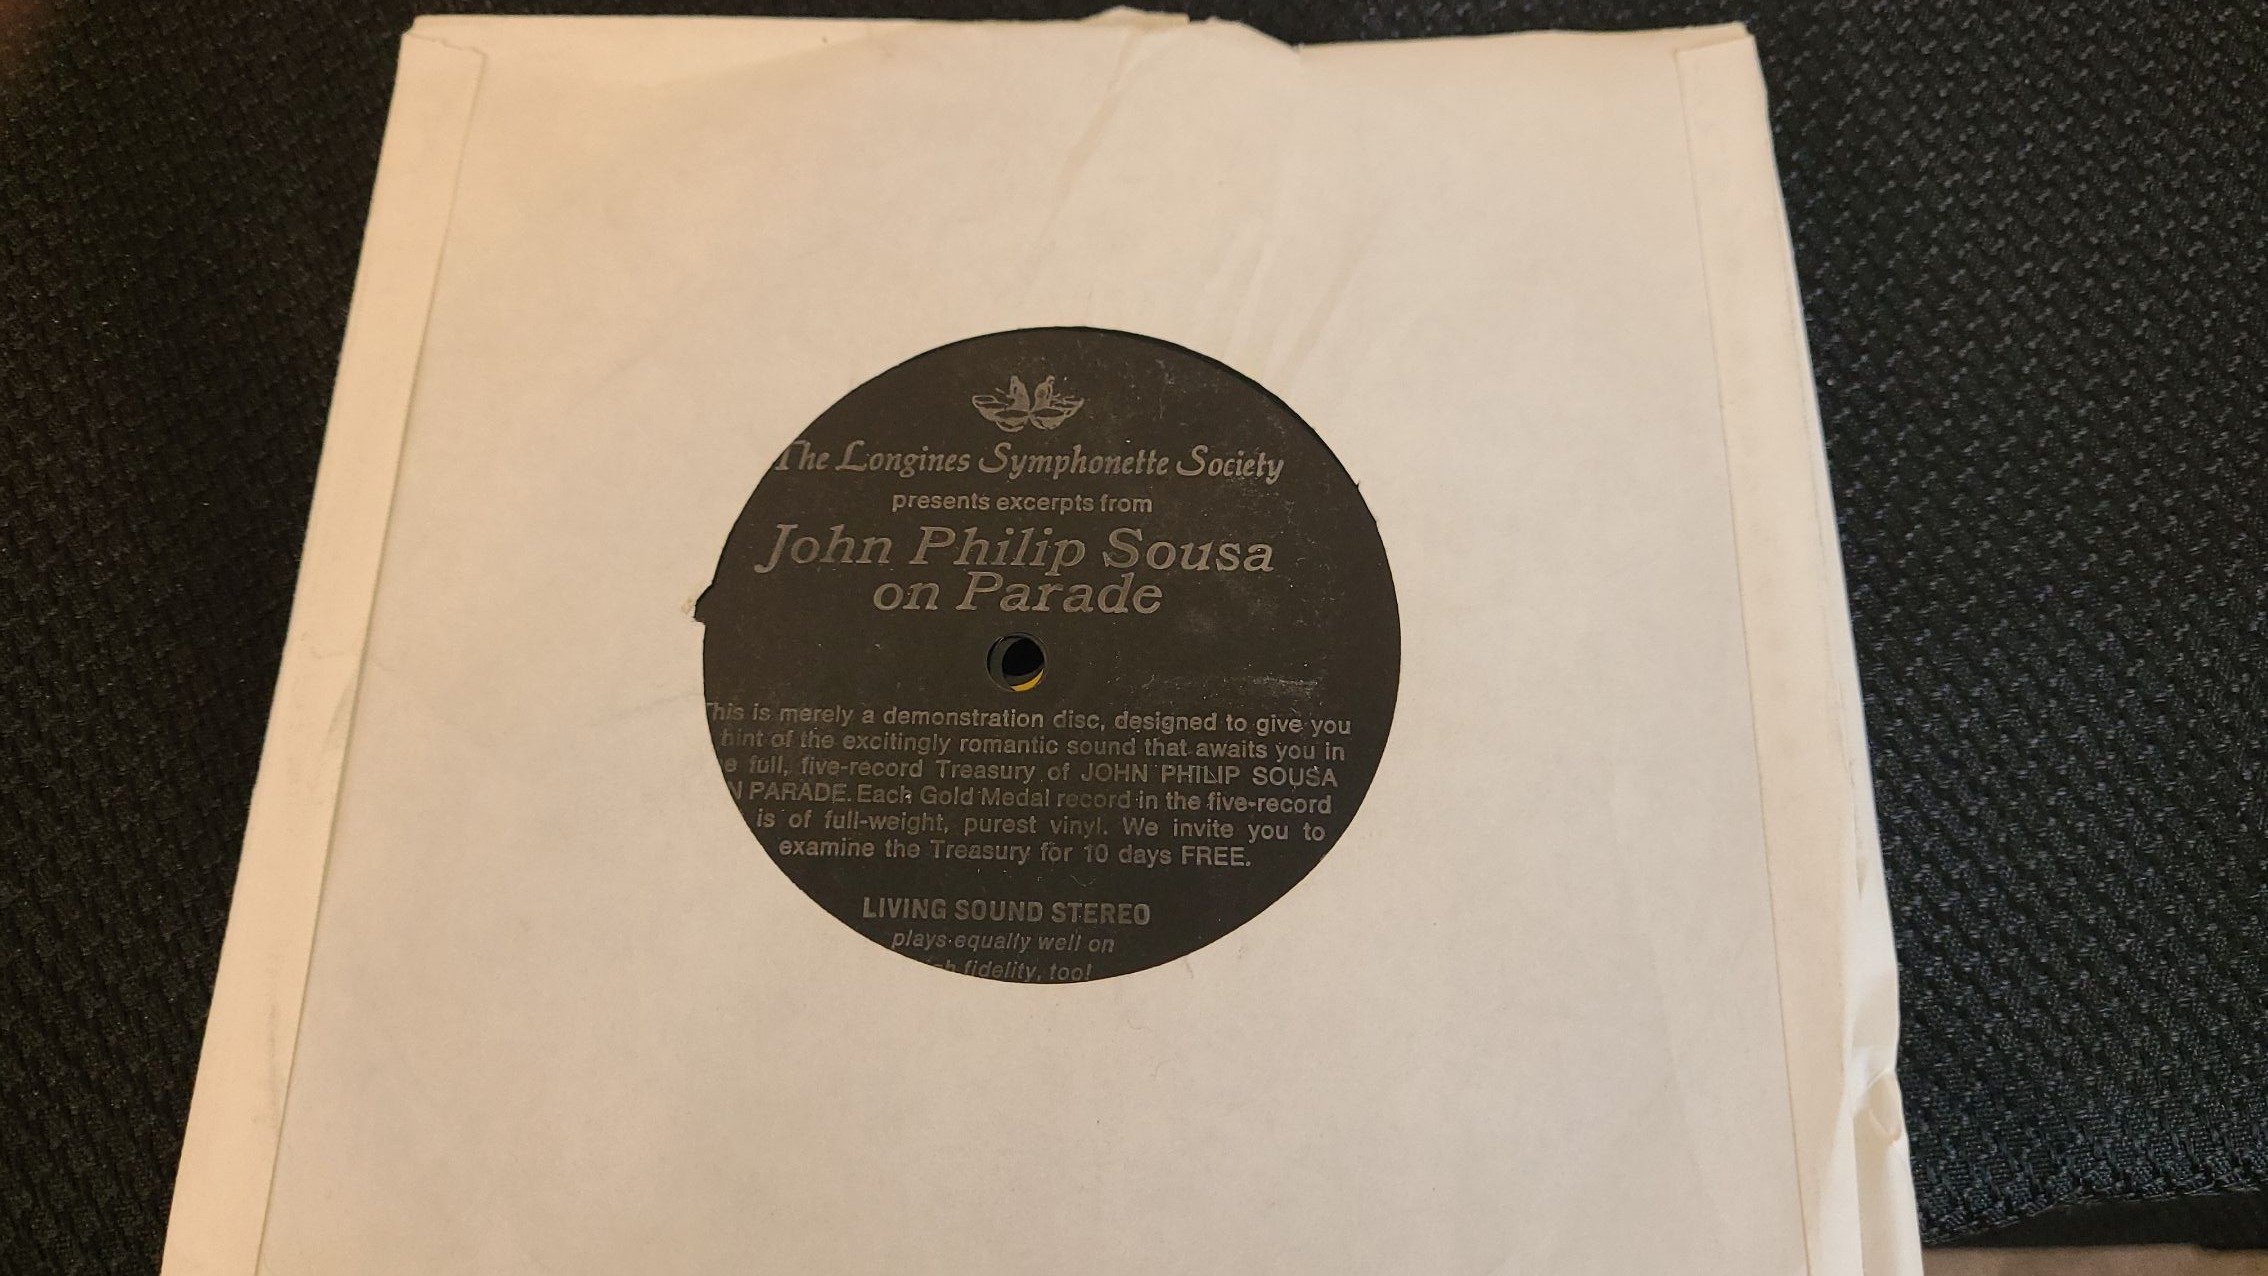 The Longines Symphonette Society
presents excerpts from
John Philip Sousa
on Parade
This is merely a demonstration disc, designed to give you
hint of the excitingly romantic sound that awaits you in
e full, five-record Treasury of JOHN PHILIP SOUSA
N PARADE. Each Gold Medal record in the five-record
is of full-weight, purest vinyl. We invite you to
examine the Treasury for 10 days FREE.
LIVING SOUND STEREO
plays equally well on
fidelity, too!